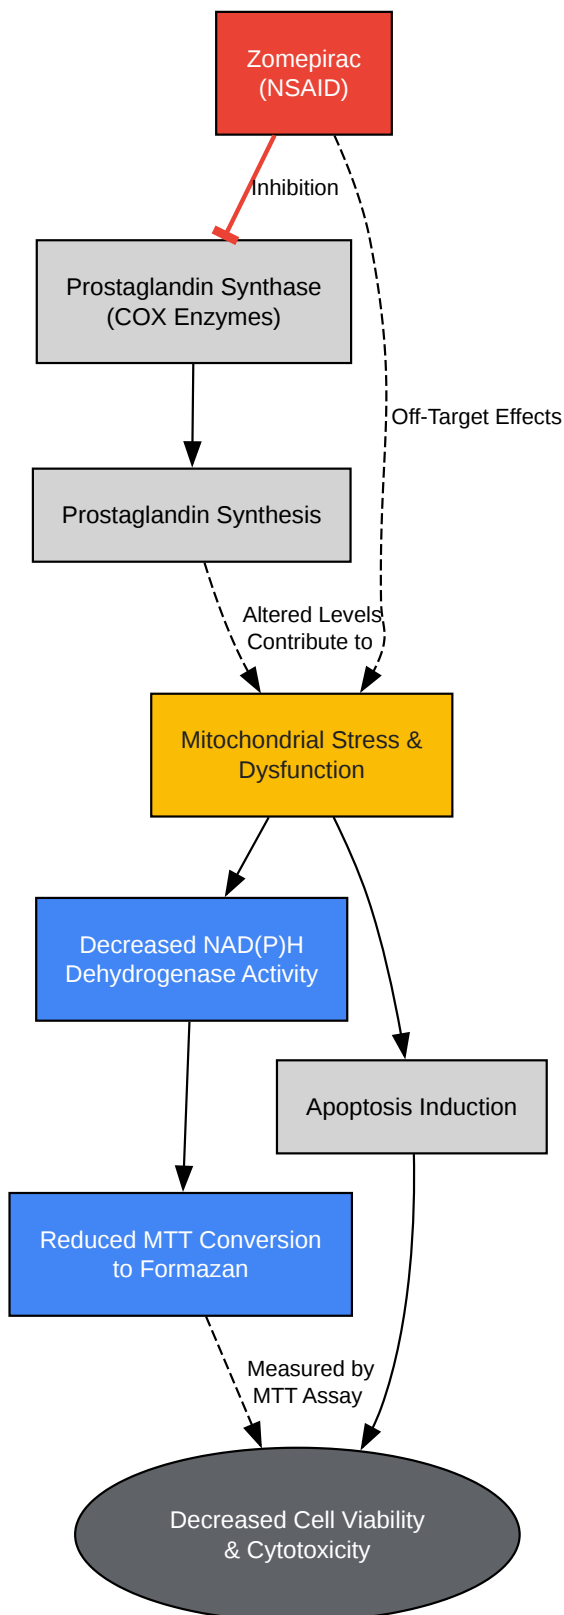 Zomepirac
(NSAID)
Inhibition
Prostaglandin Synthase
(COX Enzymes)
Off-Target Effects
Prostaglandin Synthesis
Altered Levels
Contribute to
Mitochondrial Stress &
Dysfunction
Decreased NAD(P)H
Dehydrogenase Activity
Apoptosis Induction
Reduced MTT Conversion
to Formazan
Measured by
MTT Assay
Decreased Cell Viability
& Cytotoxicity